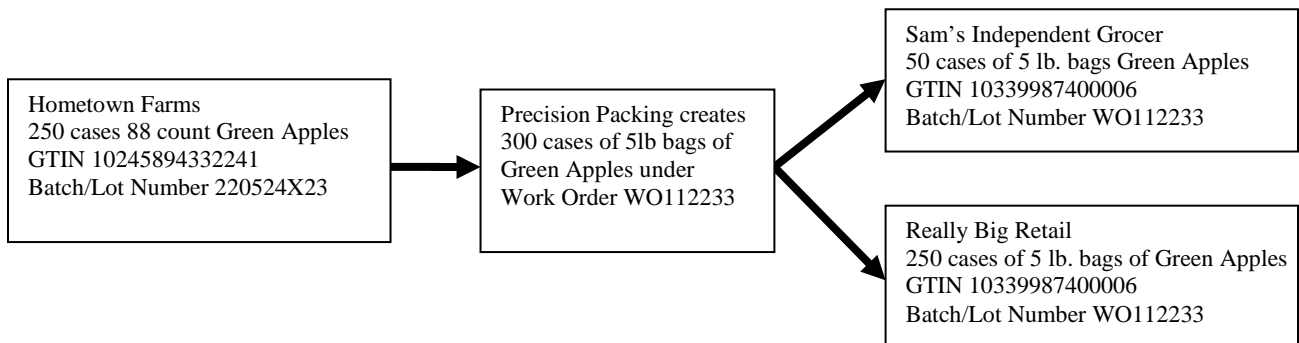 Hometown Farms
250 cases 88 count Green Apples
GTIN 10245894332241
Batch/Lot Number 220524X23
Precision Packing creates
300 cases of 5lb bags of
Green Apples under
Work Order WO112233
Sam’s Independent Grocer
50 cases of 5 lb. bags Green Apples
GTIN 10339987400006
Batch/Lot Number WO112233
Really Big Retail
250 cases of 5 lb. bags of Green Apples
GTIN 10339987400006
Batch/Lot Number WO112233